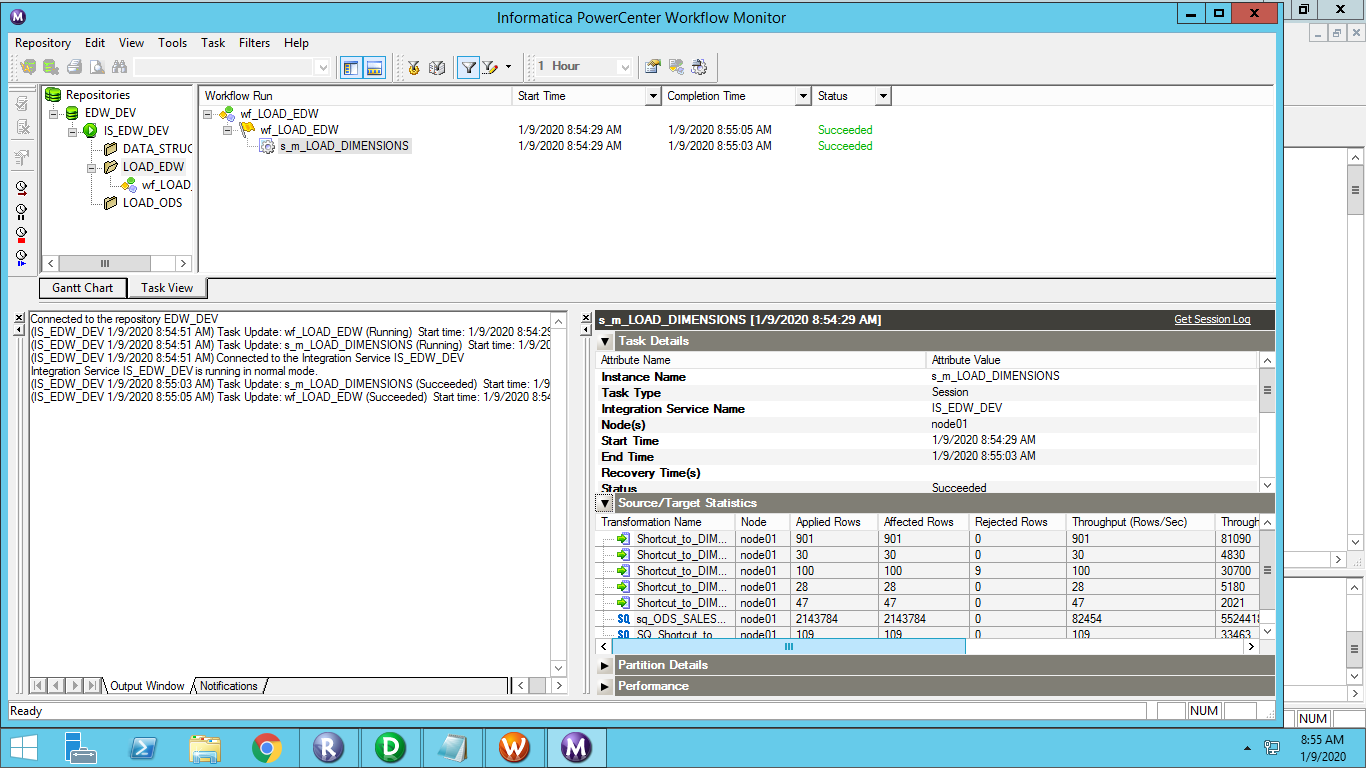 Informatica PowerCenter Workflow Monitor
Repository Edit View Tools Task Filters Help
1 Hour
Repositories
EDW_DEV
IS_EDW_DEV
DATA_STRUC
LOAD_EDW
wf_LOAD_
LOAD_ODS
Workflow Run Start Time Completion Time Status
wf_LOAD_EDW
wf_LOAD_EDW 1/9/2020 8:54:29 AM 1/9/2020 8:55:05 AM Succeeded
s_m_LOAD_DIMENSIONS 1/9/2020 8:54:29 AM 1/9/2020 8:55:03 AM Succeeded
Gantt Chart Task View
Connected to the repository EDW_DEV
(IS_EDW_DEV 1/9/2020 8:54:51 AM) Task Update: wf_LOAD_EDW (Running) Start time: 1/9/2020 8:54:29
(IS_EDW_DEV 1/9/2020 8:54:51 AM) Task Update: s_m_LOAD_DIMENSIONS (Running) Start time: 1/9/20
(IS_EDW_DEV 1/9/2020 8:54:51 AM) Connected to the Integration Service IS_EDW_DEV
Integration Service IS_EDW_DEV is running in normal mode.
(IS_EDW_DEV 1/9/2020 8:55:03 AM) Task Update: s_m_LOAD_DIMENSIONS (Succeeded) Start time: 1/9
(IS_EDW_DEV 1/9/2020 8:55:05 AM) Task Update: wf_LOAD_EDW (Succeeded) Start time: 1/9/2020 8:54
Output Window Notifications
s_m_LOAD_DIMENSIONS [1/9/2020 8:54:29 AM] Get Session Log
Task Details
Attribute Name Attribute Value
Instance Name s_m_LOAD_DIMENSIONS
Task Type Session
Integration Service Name IS_EDW_DEV
Node(s) node01
Start Time 1/9/2020 8:54:29 AM
End Time 1/9/2020 8:55:03 AM
Recovery Time(s)
Status Succeeded
Source/Target Statistics
Transformation Name Node Applied Rows Affected Rows Rejected Rows Throughput (Rows/Sec) Through
Shortcut_to_DIM... node01 901 901 0 901 81090
Shortcut_to_DIM... node01 30 30 0 30 4830
Shortcut_to_DIM... node01 100 100 9 100 30700
Shortcut_to_DIM... node01 28 28 0 28 5180
Shortcut_to_DIM... node01 47 47 0 47 2021
SQ sq_ODS_SALES... node01 2143784 2143784 0 82454 5524418
SQ SQ_Shortcut_to_ node01 109 109 0 109 33463
Partition Details
Performance
Ready NUM
NUM
R D W M
8:55 AM
1/9/2020